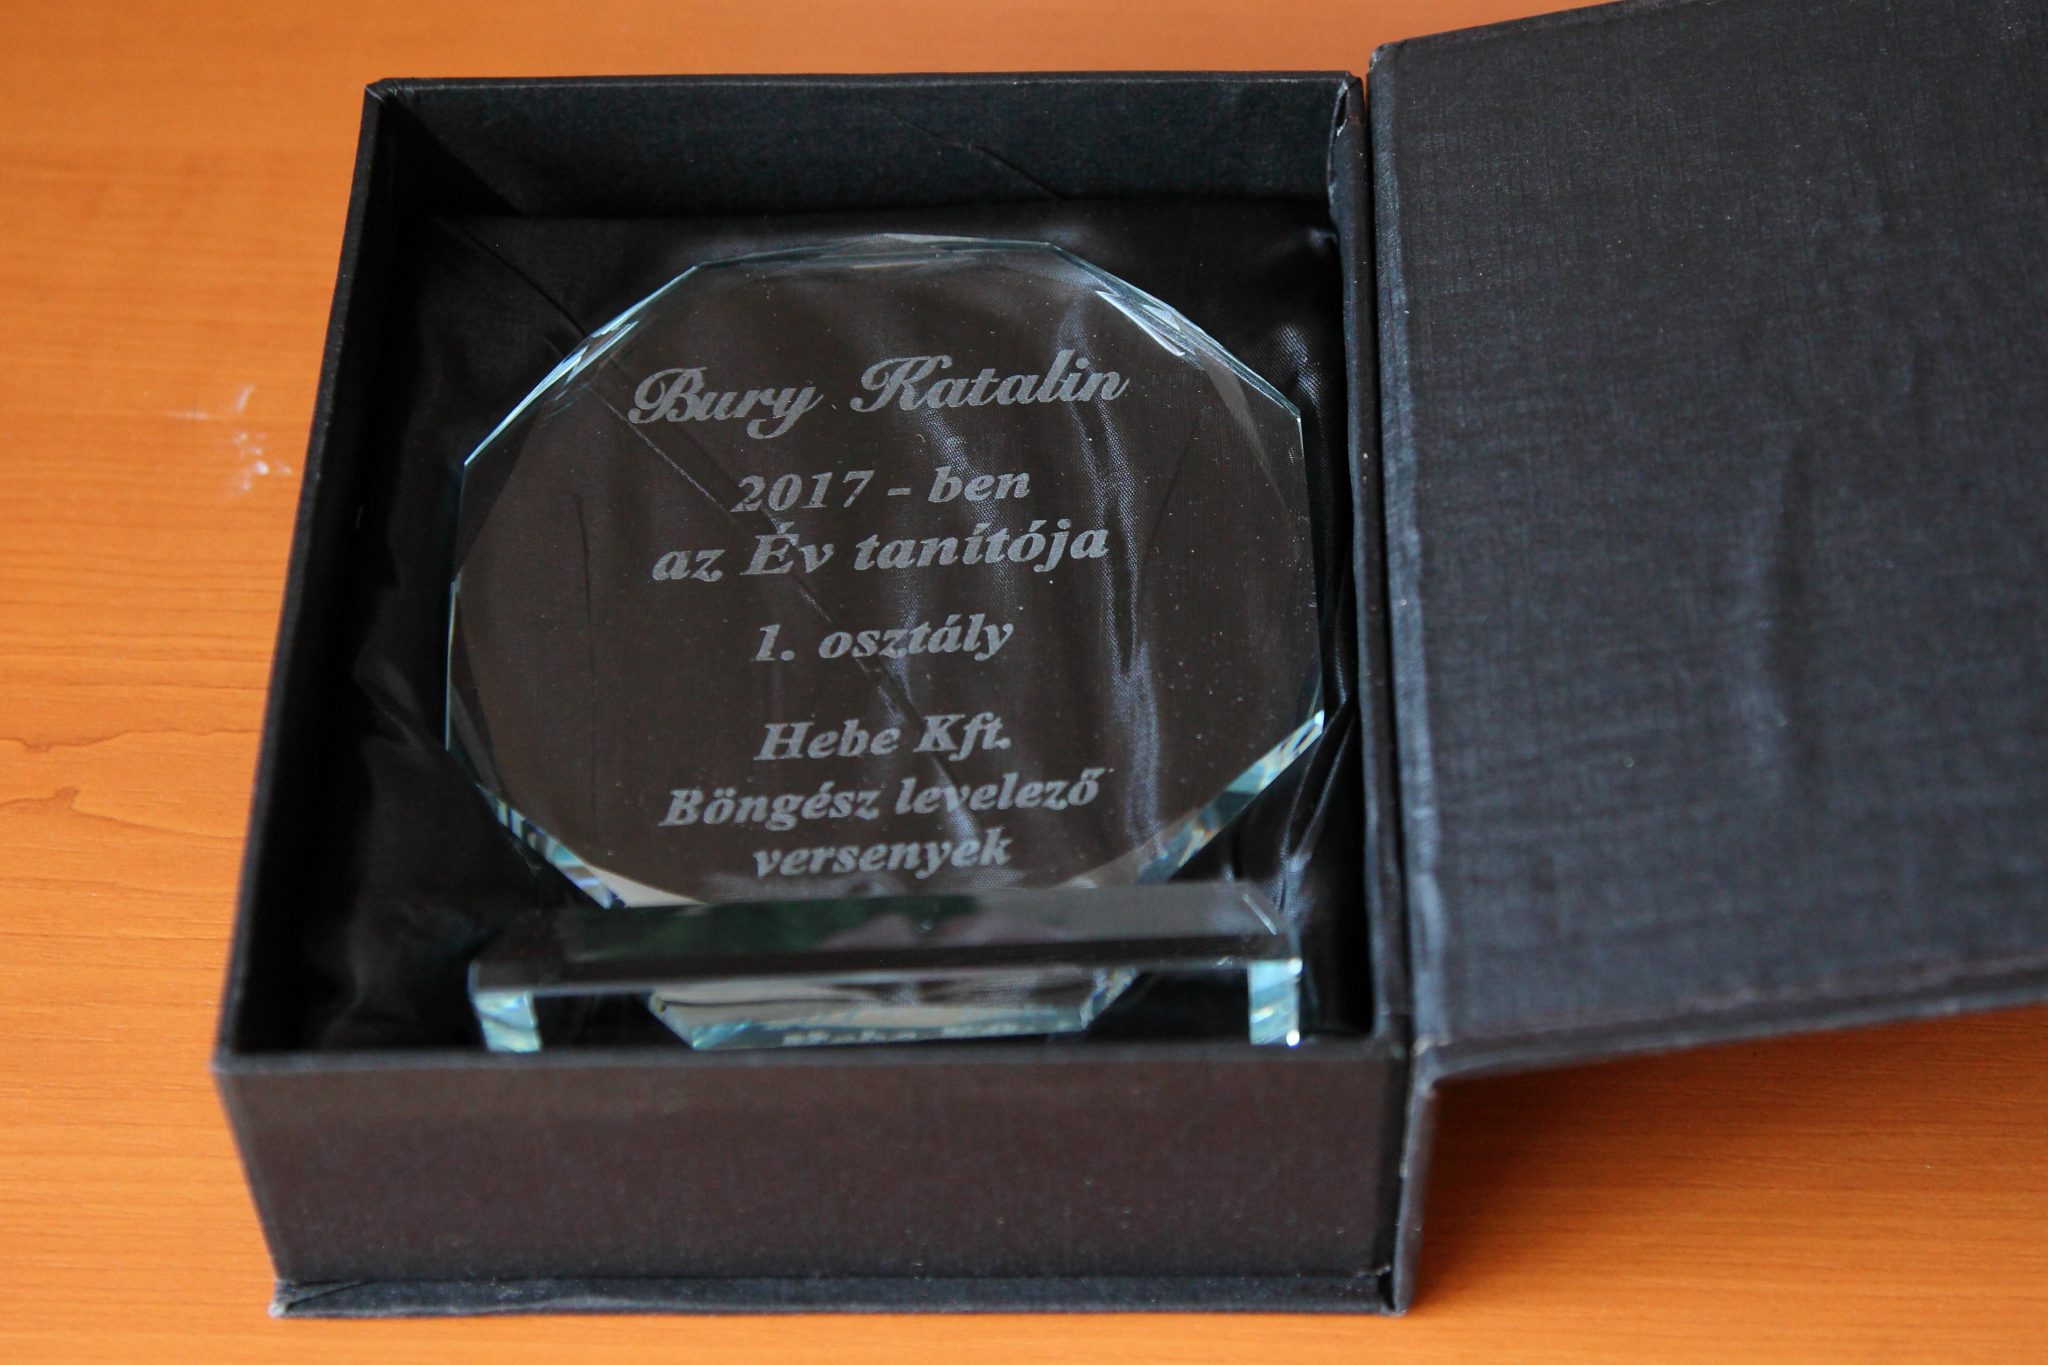 Bury Katalin
2017 - ben
az Év tanítója
1. osztály
Hebe Kft.
Böngész levelező
versenyek